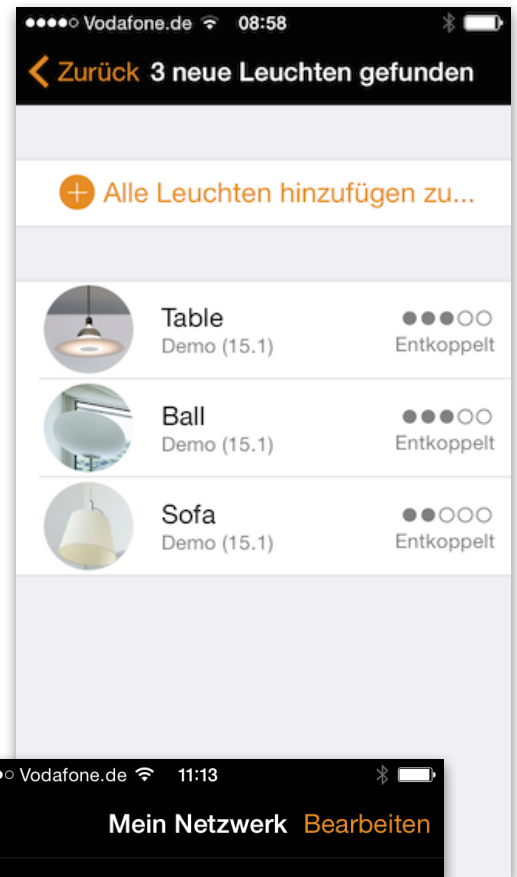 Vodafone.de 08:58
Zurück 3 neue Leuchten gefunden
Alle Leuchten hinzufügen zu...
Table
Demo (15.1)
Entkoppelt
Ball
Demo (15.1)
Entkoppelt
Sofa
Demo (15.1)
Entkoppelt
Vodafone.de 11:13
Mein Netzwerk Bearbeiten